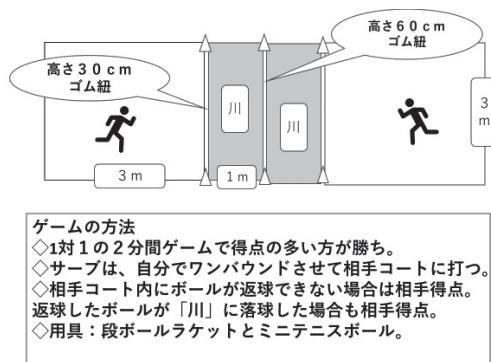 高さ60cm
ゴム紐
高さ30cm
ゴム紐
川
川
3
m
3m
1m
ゲームの方法
◇1対1の2分間ゲームで得点の多い方が勝ち。
◇サーブは、自分でワンバウンドさせて相手コートに打つ。
◇相手コート内にボールが返球できない場合は相手得点。
返球したボールが「川」に落球した場合も相手得点。
◇用具：段ボールラケットとミニテニスボール。